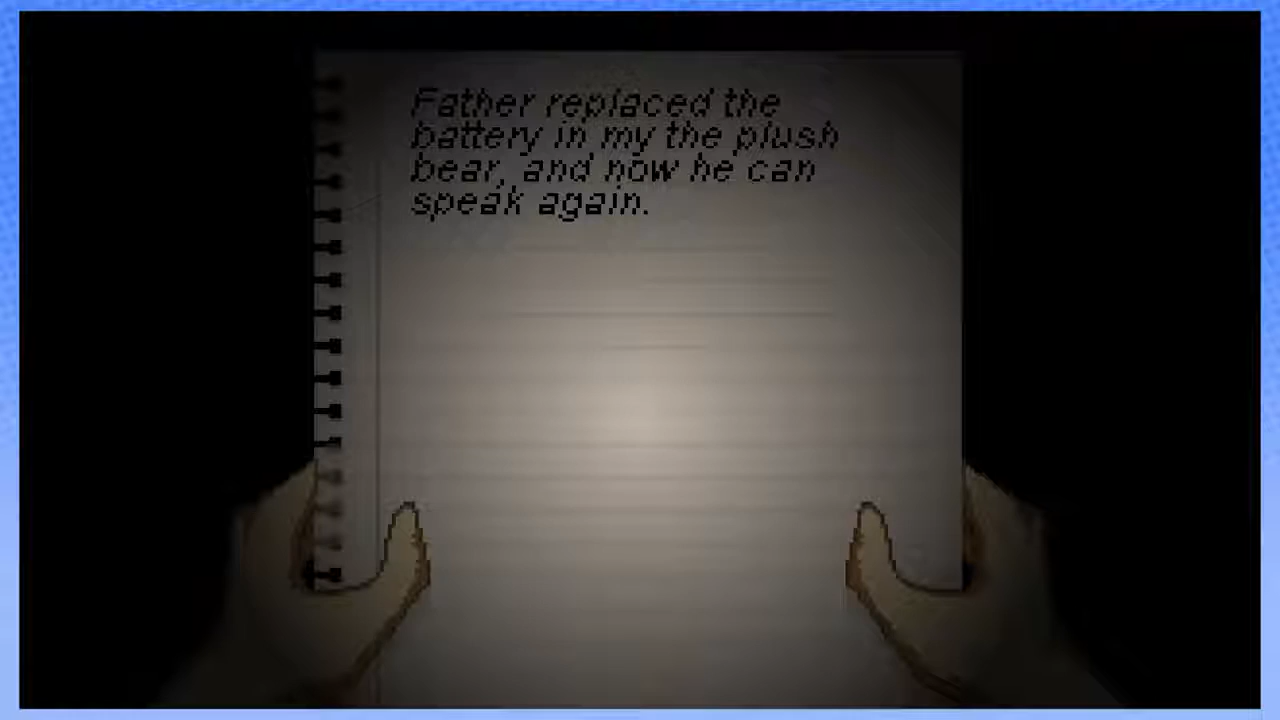 Father replaced the
battery in my the plush
bear, and now he can
speak again.